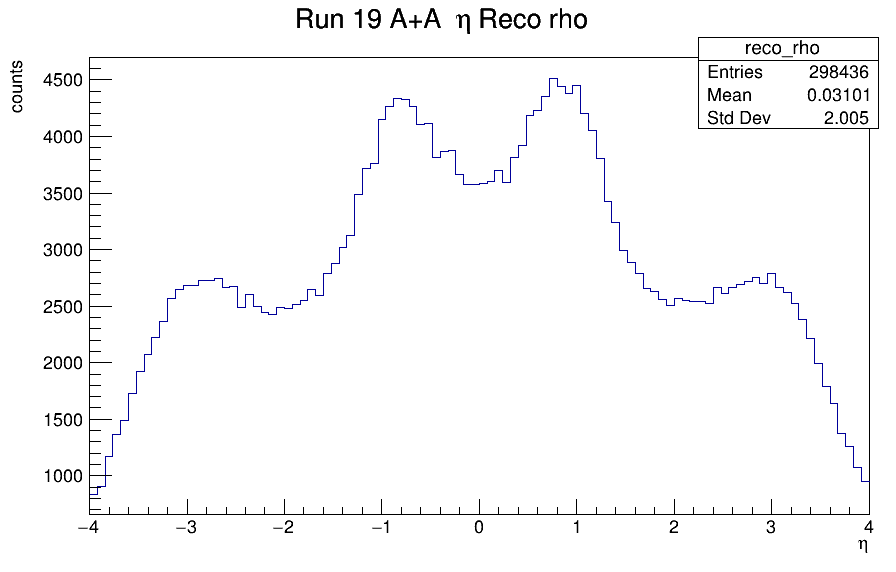 Run 19 A+A η Reco rho
reco_rho
Entries 298436
Mean 0.03101
Std Dev 2.005
counts
4500
4000
3500
3000
2500
2000
1500
1000
−4 −3 −2 −1 0 1 2 3 4
η